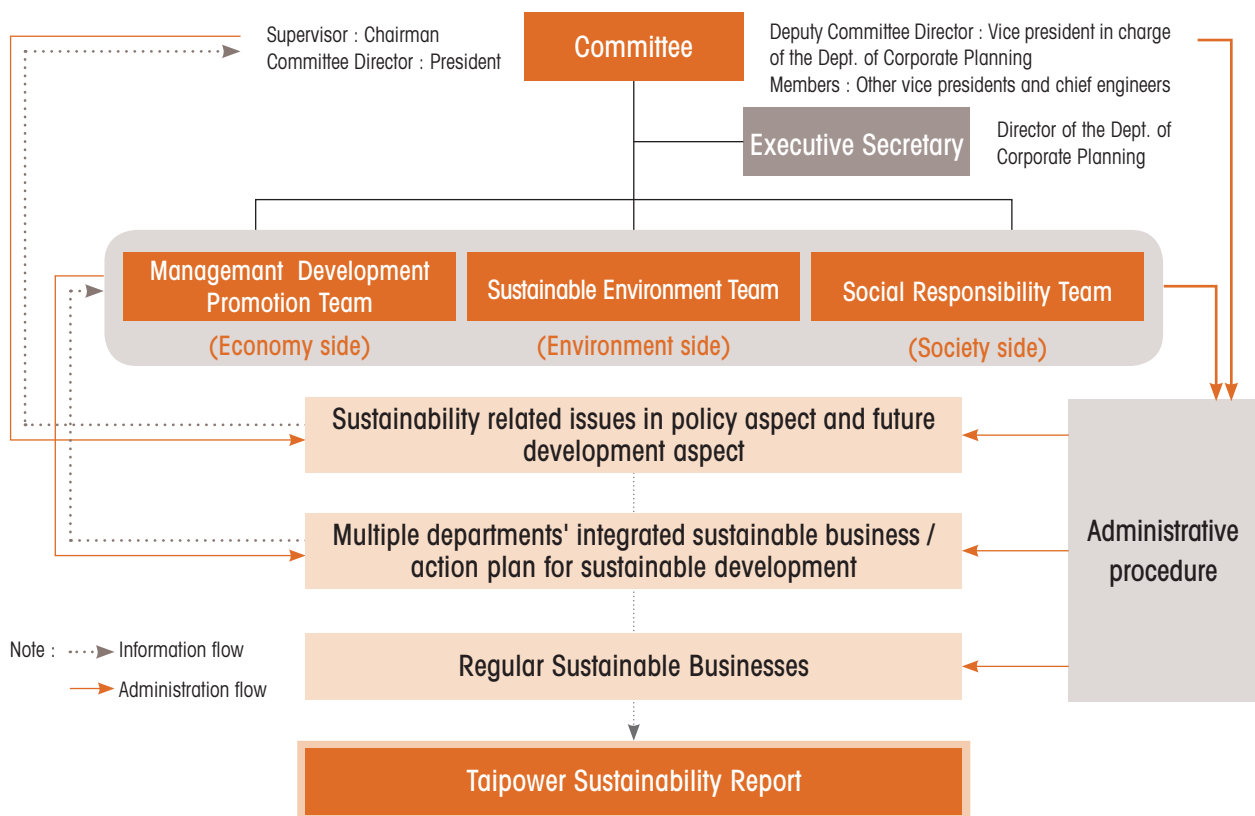 Supervisor : Chairman
Committee Director : President
Committee
Deputy Committee Director : Vice president in charge
of the Dept. of Corporate Planning
Members : Other vice presidents and chief engineers
Executive Secretary
Director of the Dept. of
Corporate Planning
Managemant Development
Promotion Team
(Economy side)
Sustainable Environment Team
(Environment side)
Social Responsibility Team
(Society side)
Sustainability related issues in policy aspect and future
development aspect
Multiple departments' integrated sustainable business /
action plan for sustainable development
Administrative
procedure
Regular Sustainable Businesses
Note :
Information flow
Administration flow
Taipower Sustainability Report